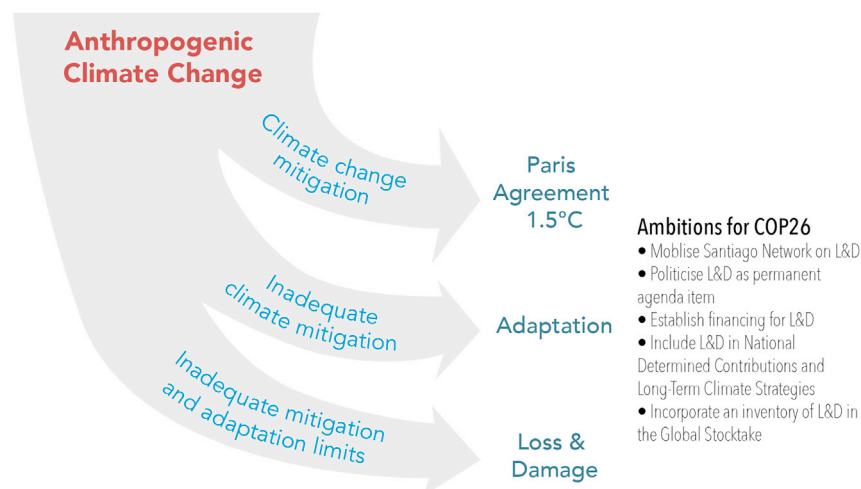 Anthropogenic
Climate Change
Climate change
mitigation
Paris
Agreement
1.5°C
Inadequate
climate mitigation
Adaptation
Inadequate mitigation
and adaptation limits
Loss &
Damage
Ambitions for COP26
• Moblise Santiago Network on L&D
• Politicise L&D as permanent
agenda item
• Establish financing for L&D
• Include L&D in National
Determined Contributions and
Long-Term Climate Strategies
• Incorporate an inventory of L&D in
the Global Stocktake